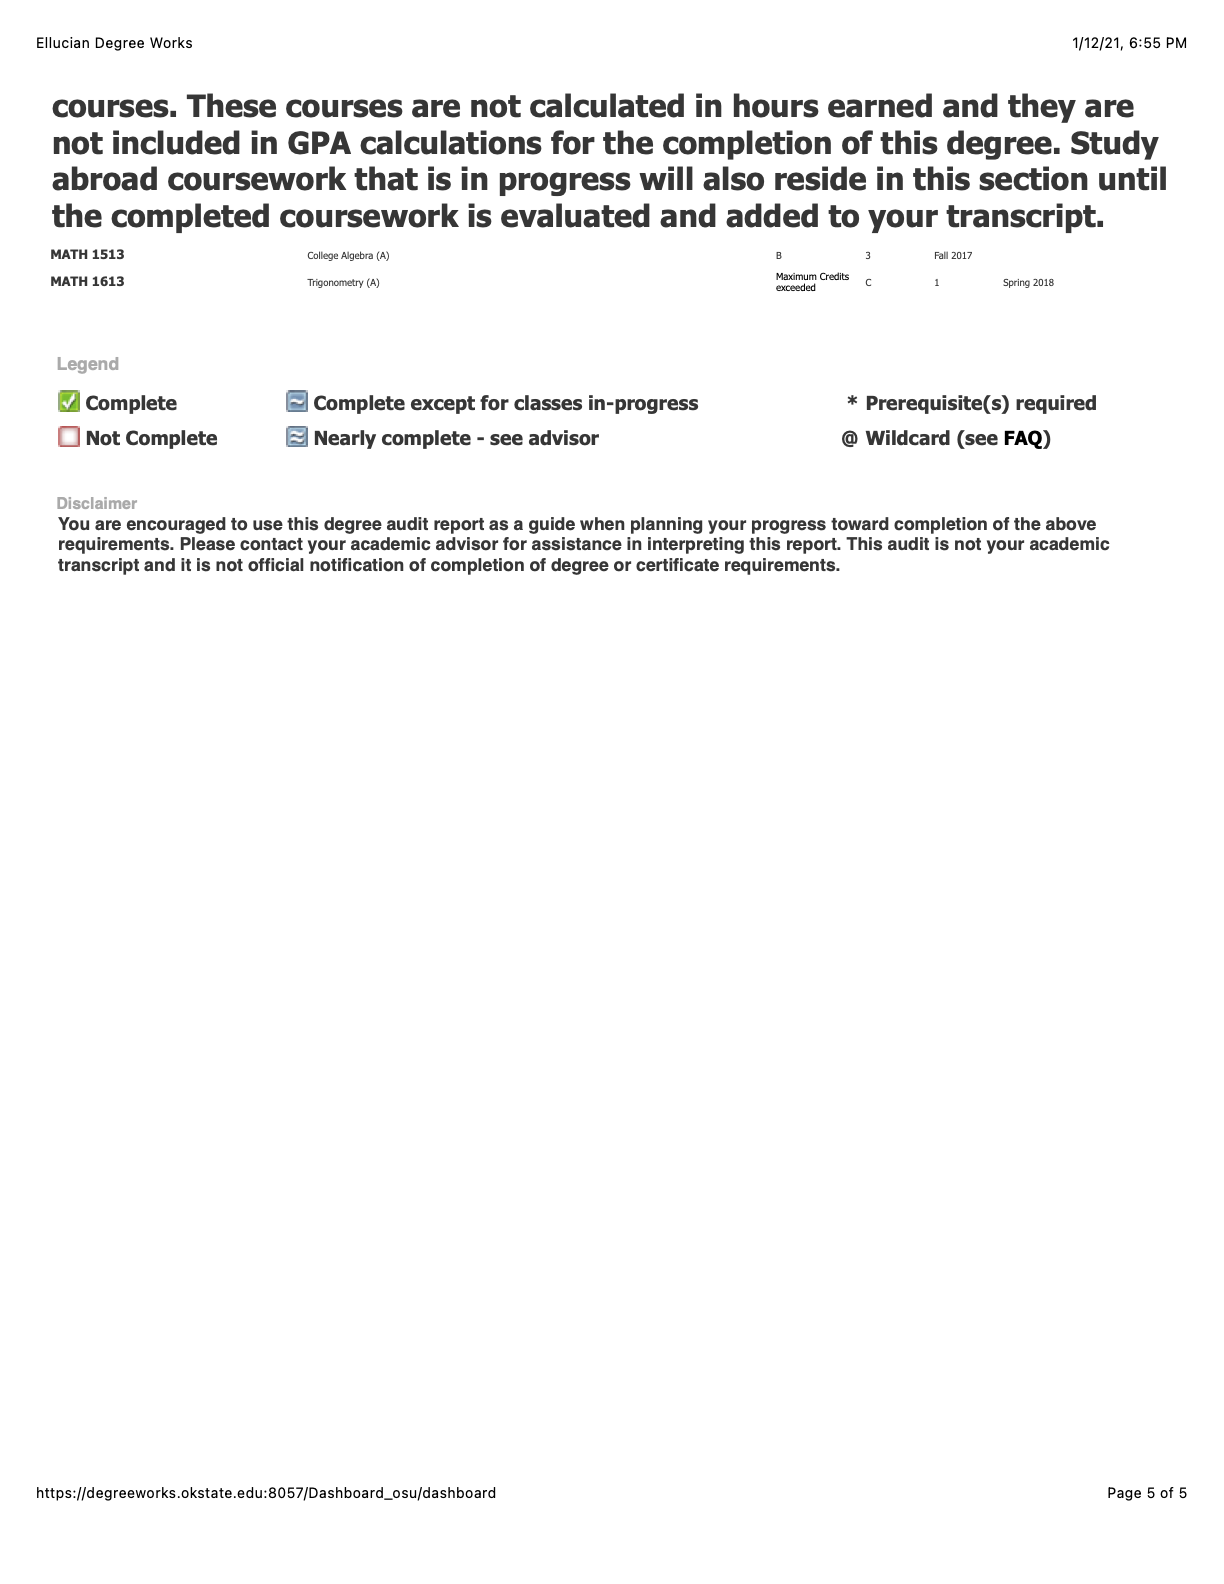 Ellucian Degree Works 1/12/21, 6:55 PM
courses. These courses are not calculated in hours earned and they are
not included in GPA calculations for the completion of this degree. Study
abroad coursework that is in progress will also reside in this section until
the completed coursework is evaluated and added to your transcript.
MATH 1513 College Algebra (A) B 3 Fall 2017
MATH 1613 Trigonometry (A) Maximum Credits exceeded C 1 Spring 2018
Legend
Complete Complete except for classes in-progress * Prerequisite(s) required
Not Complete Nearly complete - see advisor @ Wildcard (see FAQ)
Disclaimer
You are encouraged to use this degree audit report as a guide when planning your progress toward completion of the above
requirements. Please contact your academic advisor for assistance in interpreting this report. This audit is not your academic
transcript and it is not official notification of completion of degree or certificate requirements.
https://degreeworks.okstate.edu:8057/Dashboard_osu/dashboard Page 5 of 5